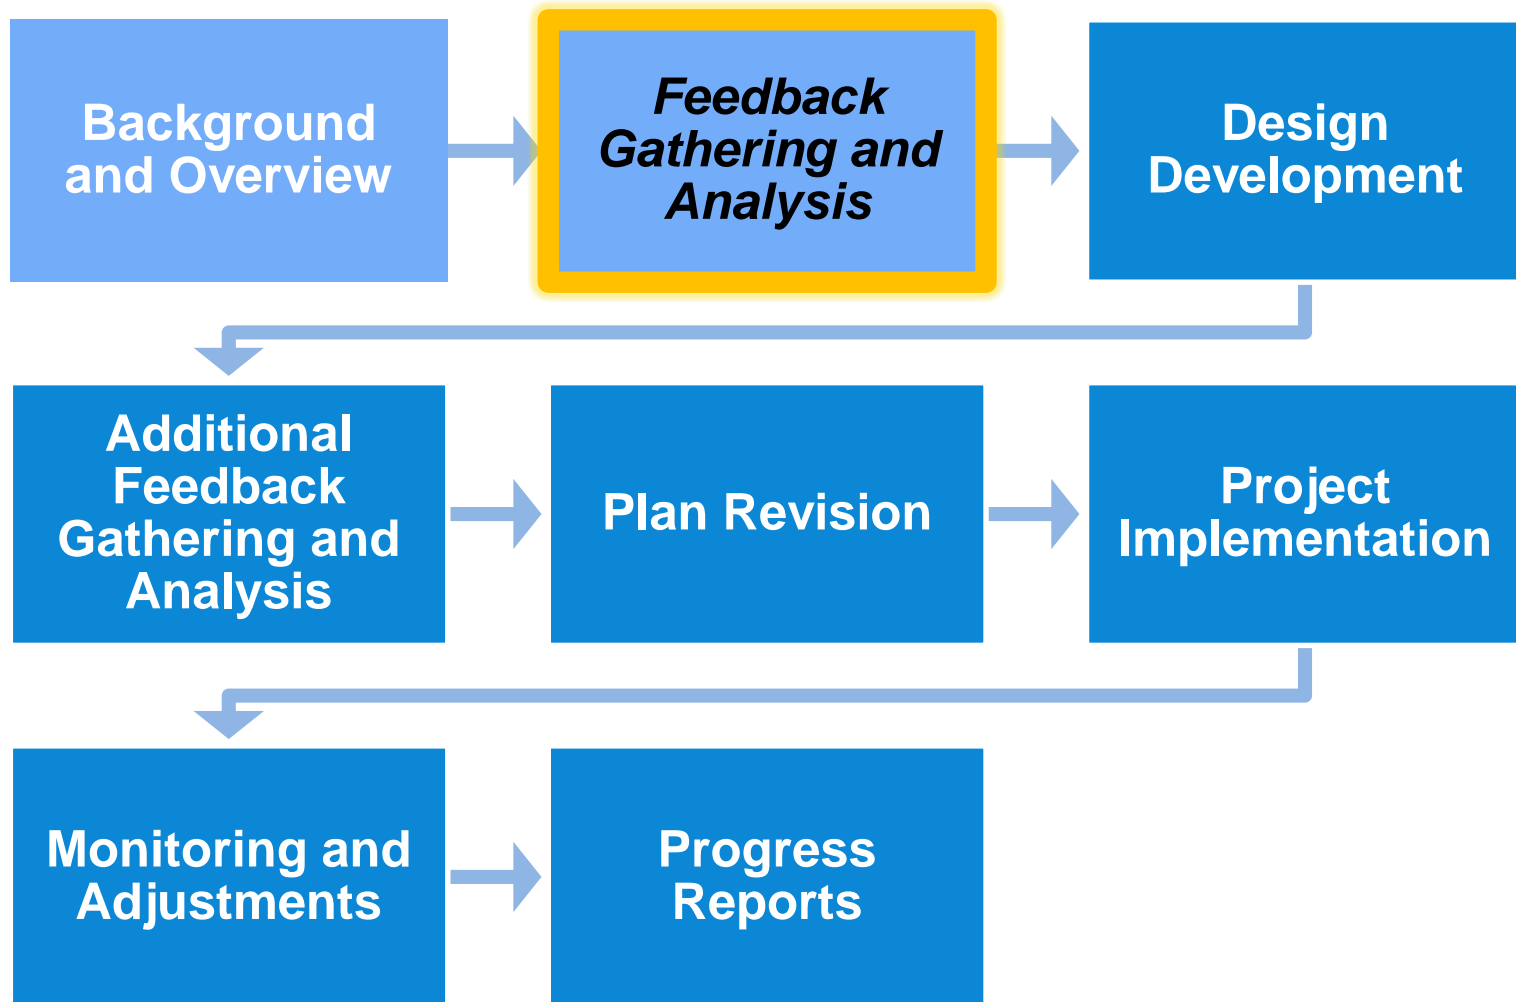 Background
and Overview
Feedback
Gathering and
Analysis
Design
Development
Additional
Feedback
Gathering and
Analysis
Plan Revision
Project
Implementation
Monitoring and
Adjustments
Progress
Reports